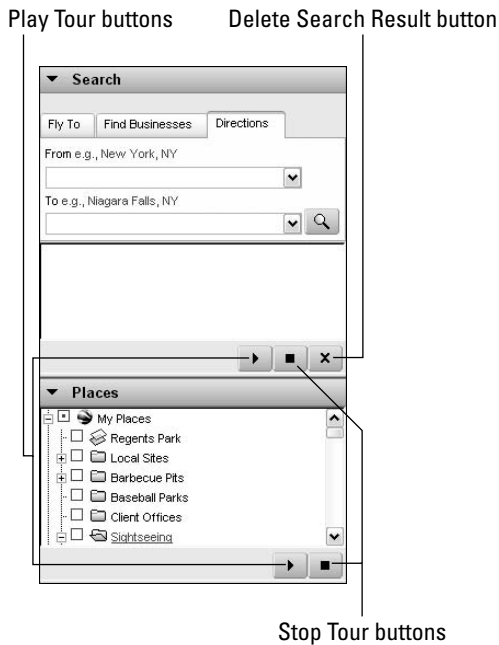 Play Tour buttons
Delete Search Result button
Search
Fly To
Find Businesses
Directions
From e.g., New York, NY
To e.g., Niagara Falls, NY
Places
My Places
Regents Park
Local Sites
Barbecue Pits
Baseball Parks
Client Offices
Sightseeing
Stop Tour buttons